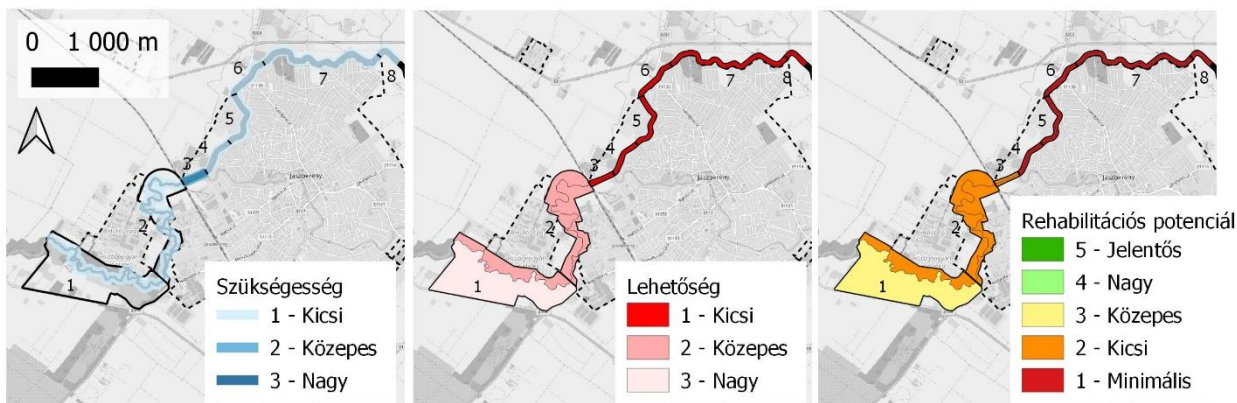 0 1 000 m
6
7
8
5
4
3
2
1
Szükségesség
1 - Kicsi
2 - Közepes
3 - Nagy
6
7
8
5
4
3
2
1
Jászberény
Lehetőség
1 - Kicsi
2 - Közepes
3 - Nagy
6
7
8
5
4
3
2
1
Jászberény
Rehabilitációs potenciál
5 - Jelentős
4 - Nagy
3 - Közepes
2 - Kicsi
1 - Minimális